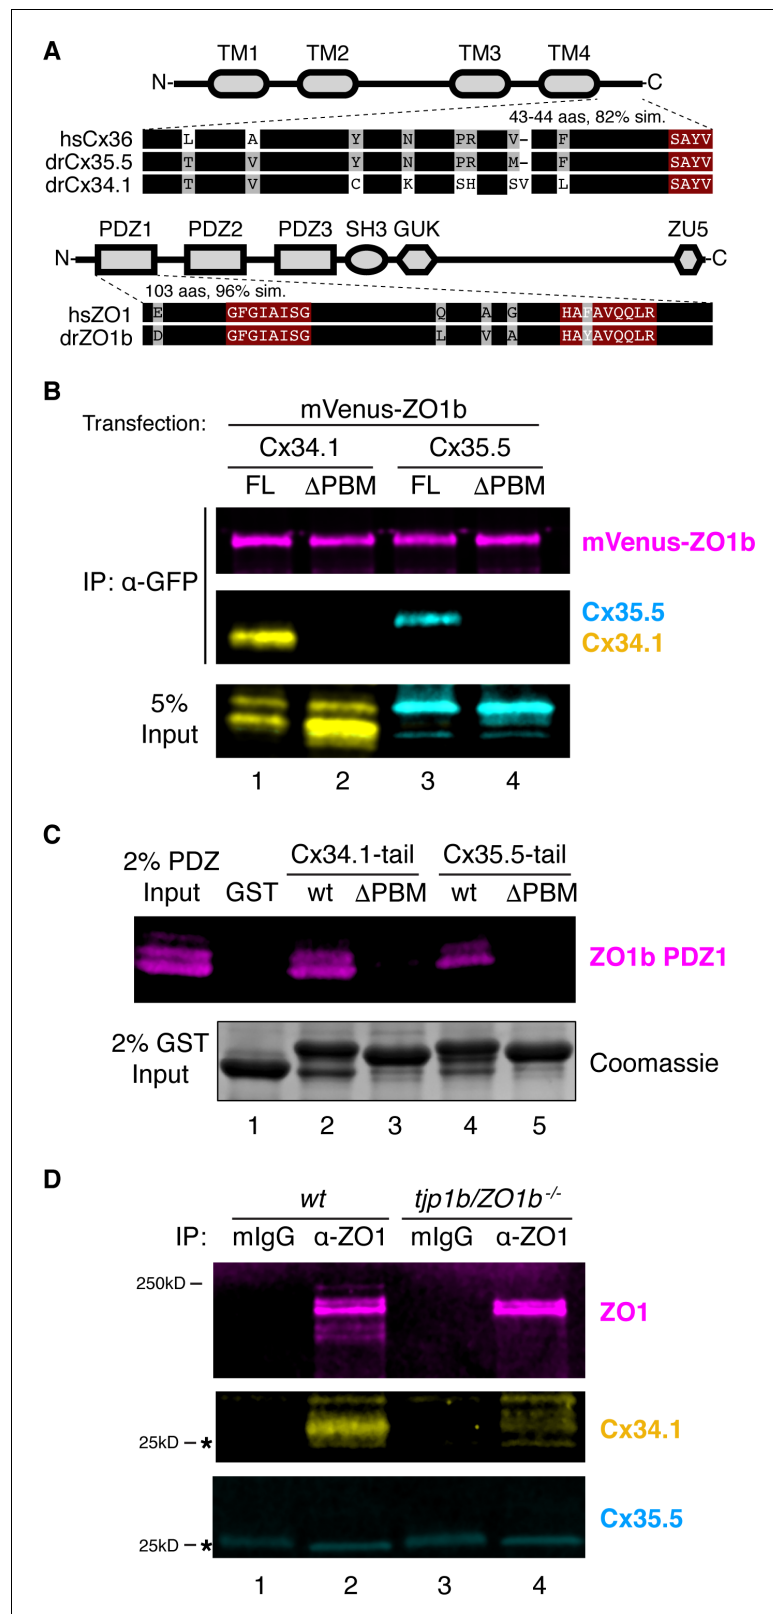 A
TM1 TM2 TM3 TM4
N- -C
43-44 aas, 82% sim.
hsCx36 L A Y N PR V- F SAYV
drCx35.5 T V Y N PR M- F SAYV
drCx34.1 T V C K SH SV L SAYV
PDZ1 PDZ2 PDZ3 SH3 GUK ZU5
N- -C
103 aas, 96% sim.
hsZO1 E GFGIAISG Q A G HAFAVQQLR
drZO1b D GFGIAISG L V A HAYAVQQLR
B
Transfection: mVenus-ZO1b
Cx34.1 Cx35.5
FL ΔPBM FL ΔPBM
IP: α-GFP
mVenus-ZO1b
Cx35.5
Cx34.1
5%
Input
1 2 3 4
C
2% PDZ
Input
Cx34.1-tail Cx35.5-tail
GST wt ΔPBM wt ΔPBM
ZO1b PDZ1
2% GST
Input
Coomassie
1 2 3 4 5
D
wt tjp1b/ZO1b-/-
IP: mIgG α-ZO1 mIgG α-ZO1
250kD –
ZO1
Cx34.1
25kD – *
Cx35.5
25kD – *
1 2 3 4